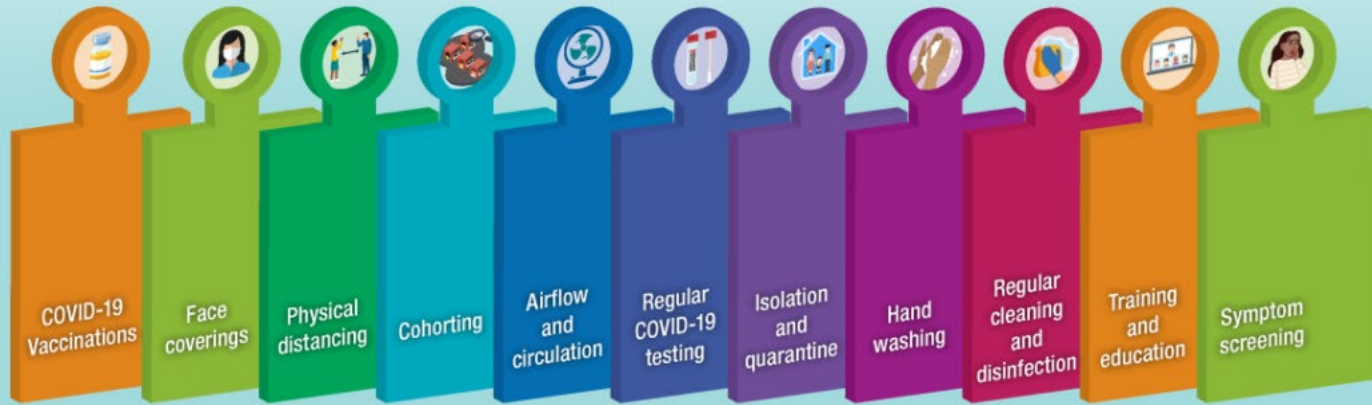 COVID-19
Vaccinations
Face
coverings
Physical
distancing
Cohorting
Airflow
and
circulation
Regular
COVID-19
testing
Isolation
and
quarantine
Hand
washing
Regular
cleaning
and
disinfection
Training
and
education
Symptom
screening